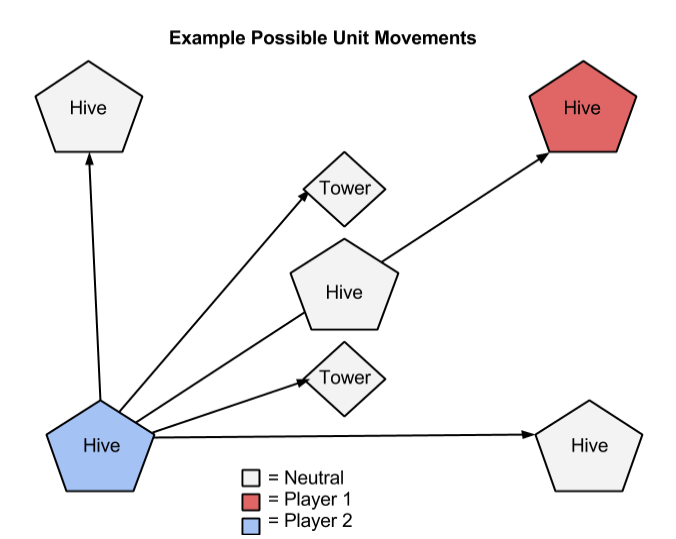 Example Possible Unit Movements
Hive
Hive
Tower
Hive
Tower
Hive
Hive
= Neutral
= Player 1
= Player 2